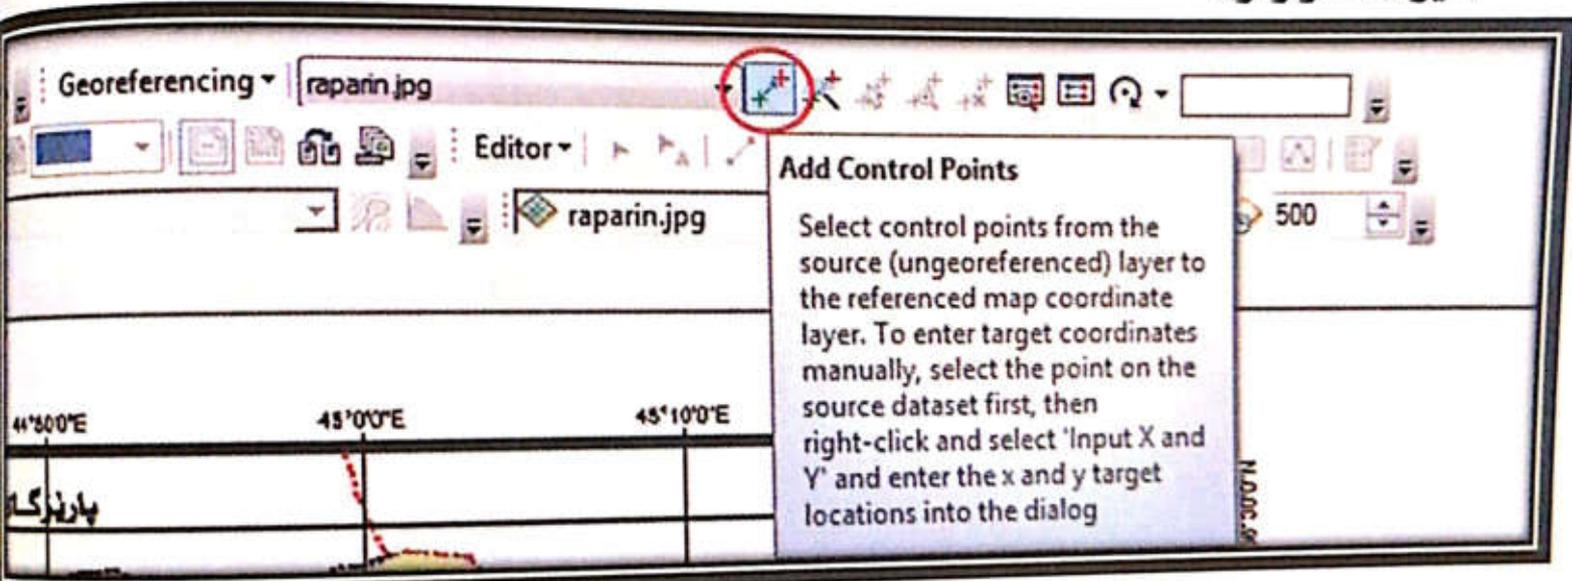 Georeferencing raparin.jpg
Editor
Add Control Points
raparin.jpg
500
Select control points from the
source (ungeoreferenced) layer to
the referenced map coordinate
layer. To enter target coordinates
manually, select the point on the
source dataset first, then
right-click and select 'Input X and
Y' and enter the x and y target
locations into the dialog
45°0'0"E
45°10'0"E